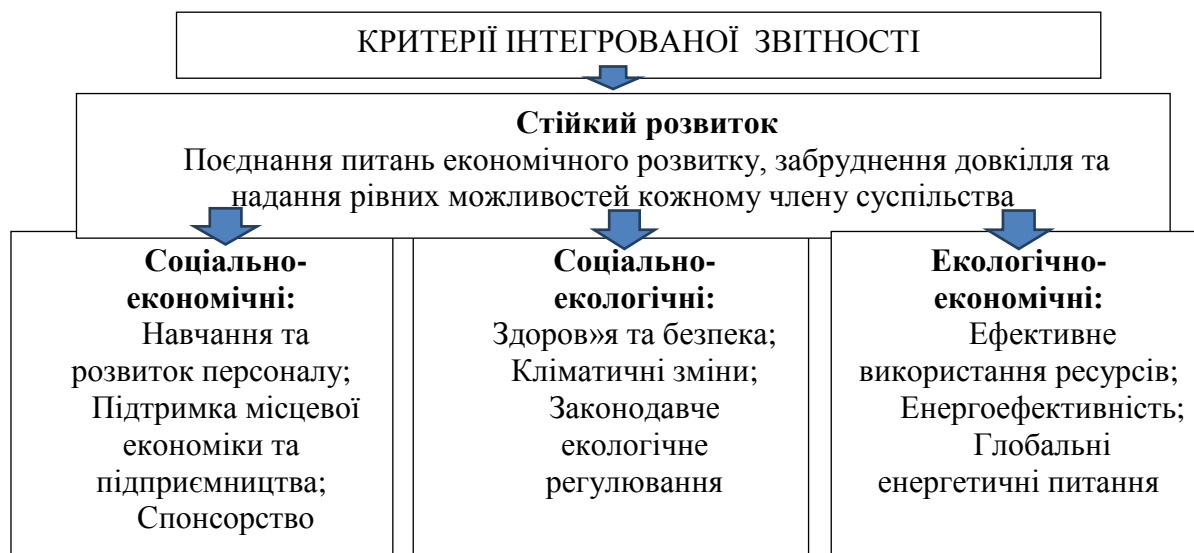 КРИТЕРІЇ ІНТЕГРОВАНОЇ ЗВІТНОСТІ
Стійкий розвиток
Поєднання питань економічного розвитку, забруднення довкілля та
надання рівних можливостей кожному члену суспільства
Соціально-
економічні:
Навчання та
розвиток персоналу;
Підтримка місцевої
економіки та
підприємництва;
Спонсорство
Соціально-
екологічні:
Здоров»я та безпека;
Кліматичні зміни;
Законодавче
екологічне
регулювання
Екологічно-
економічні:
Ефективне
використання ресурсів;
Енергоефективність;
Глобальні
енергетичні питання